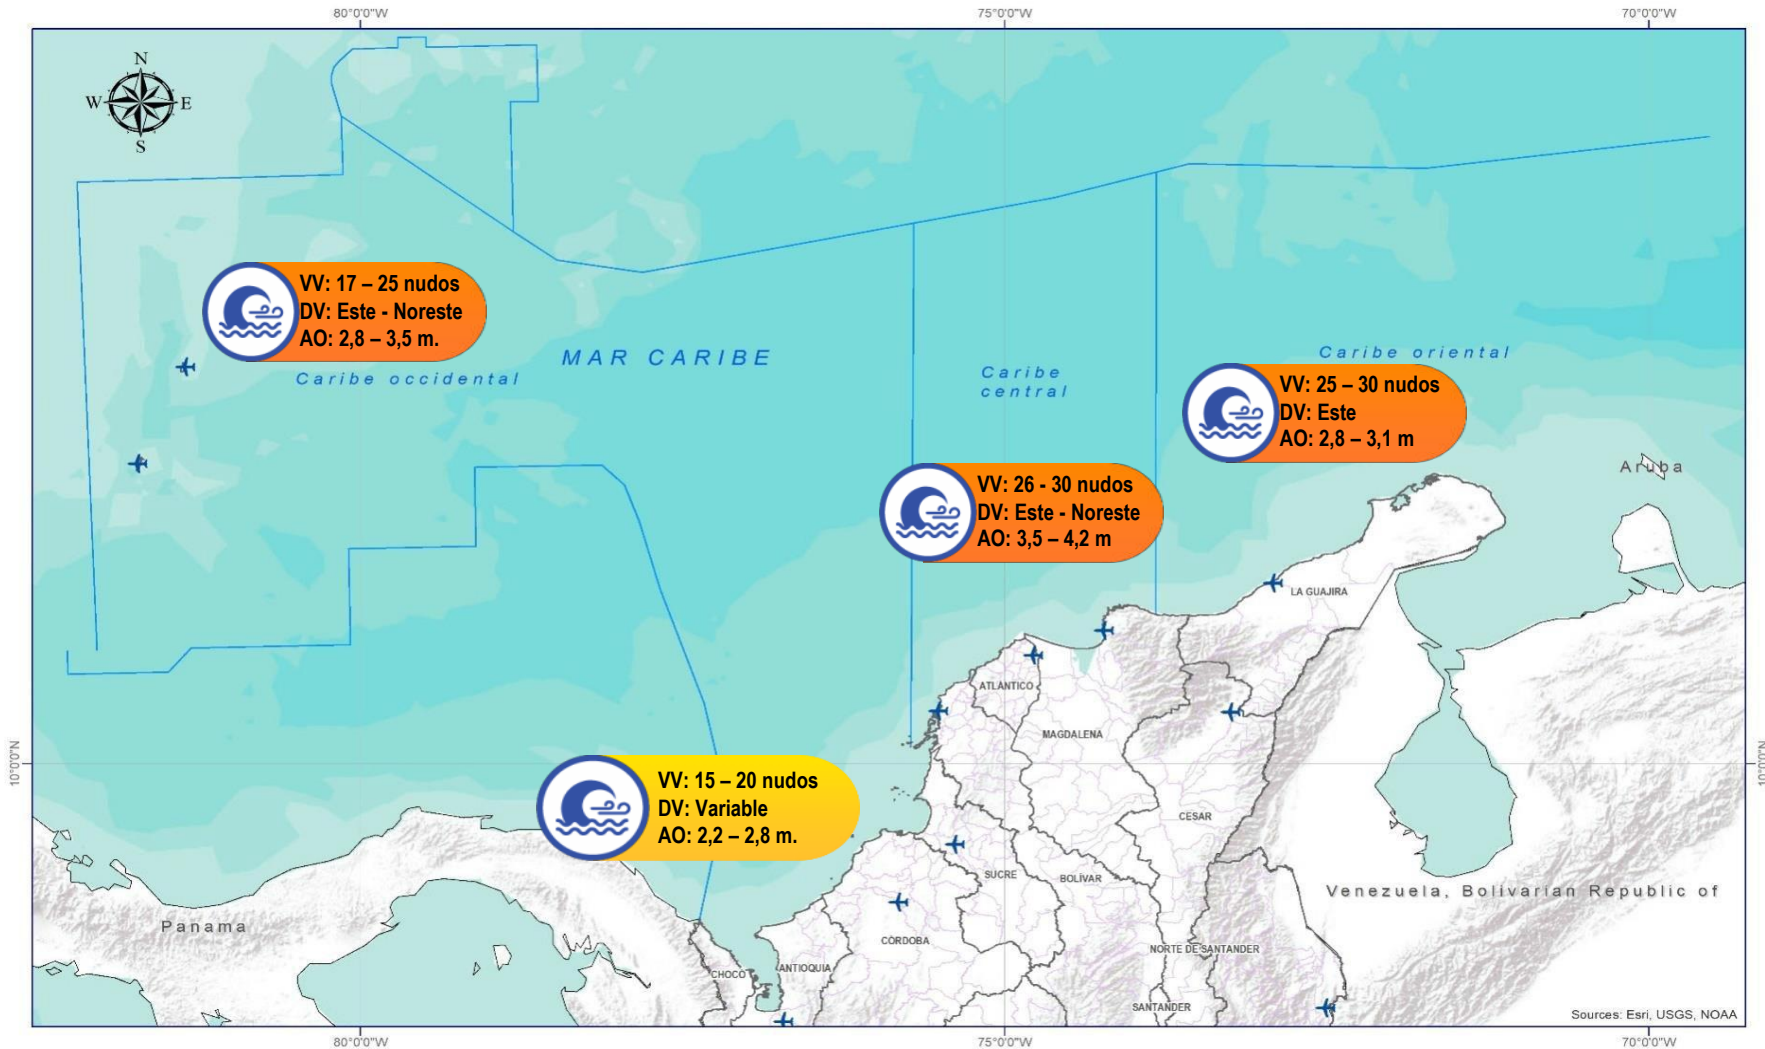 80°0'0"W
75°0'0"W
70°0'0"W
N
W
E
S
VV: 17 – 25 nudos
DV: Este - Noreste
AO: 2,8 – 3,5 m.
MAR CARIBE
Caribe occidental
Caribe
central
Caribe oriental
VV: 25 – 30 nudos
DV: Este
AO: 2,8 – 3,1 m
VV: 26 - 30 nudos
DV: Este - Noreste
AO: 3,5 – 4,2 m
Aruba
LA GUAJIRA
ATLÁNTICO
MAGDALENA
10°0'0"N
10°0'0"N
VV: 15 – 20 nudos
DV: Variable
AO: 2,2 – 2,8 m.
CESAR
SUCRE
BOLÍVAR
Venezuela, Bolivarian Republic of
Panama
CÓRDOBA
NORTE DE SANTANDER
CHOCO
ANTIOQUIA
SANTANDER
Sources: Esri, USGS, NOAA
80°0'0"W
75°0'0"W
70°0'0"W